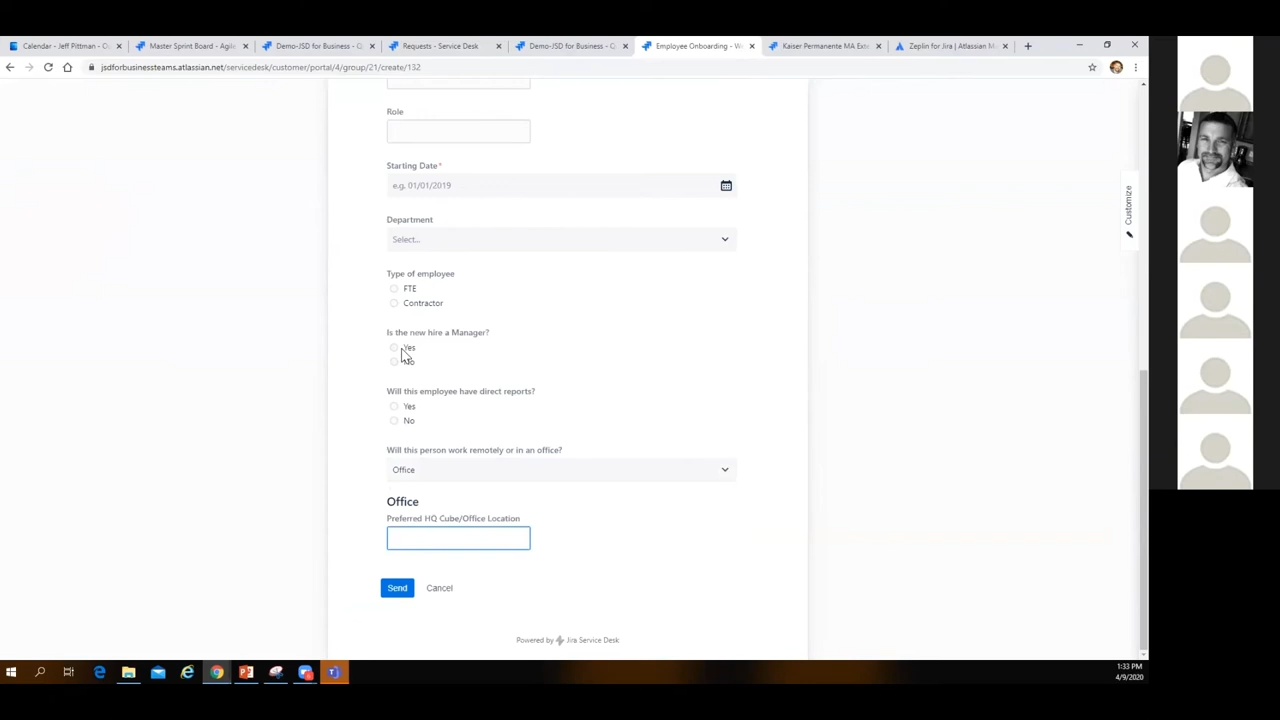 Calendar - Jeff Pittman - O
Master Sprint Board - Agile
Demo-JSD for Business - Q
Requests - Service Desk
Demo-JSD for Business - Q
Employee Onboarding - W
Kaiser Permanente MA Exte
Zeplin for Jira | Atlassian M
jsdforbusinessteams.atlassian.net/servicedesk/customer/portal/4/group/21/create/132
Role
Starting Date*
e.g. 01/01/2019
Department
Select...
Type of employee
FTE
Contractor
Is the new hire a Manager?
Yes
No
Will this employee have direct reports?
Yes
No
Will this person work remotely or in an office?
Office
Office
Preferred HQ Cube/Office Location
Send Cancel
Powered by Jira Service Desk
Customize
1:33 PM
4/9/2020